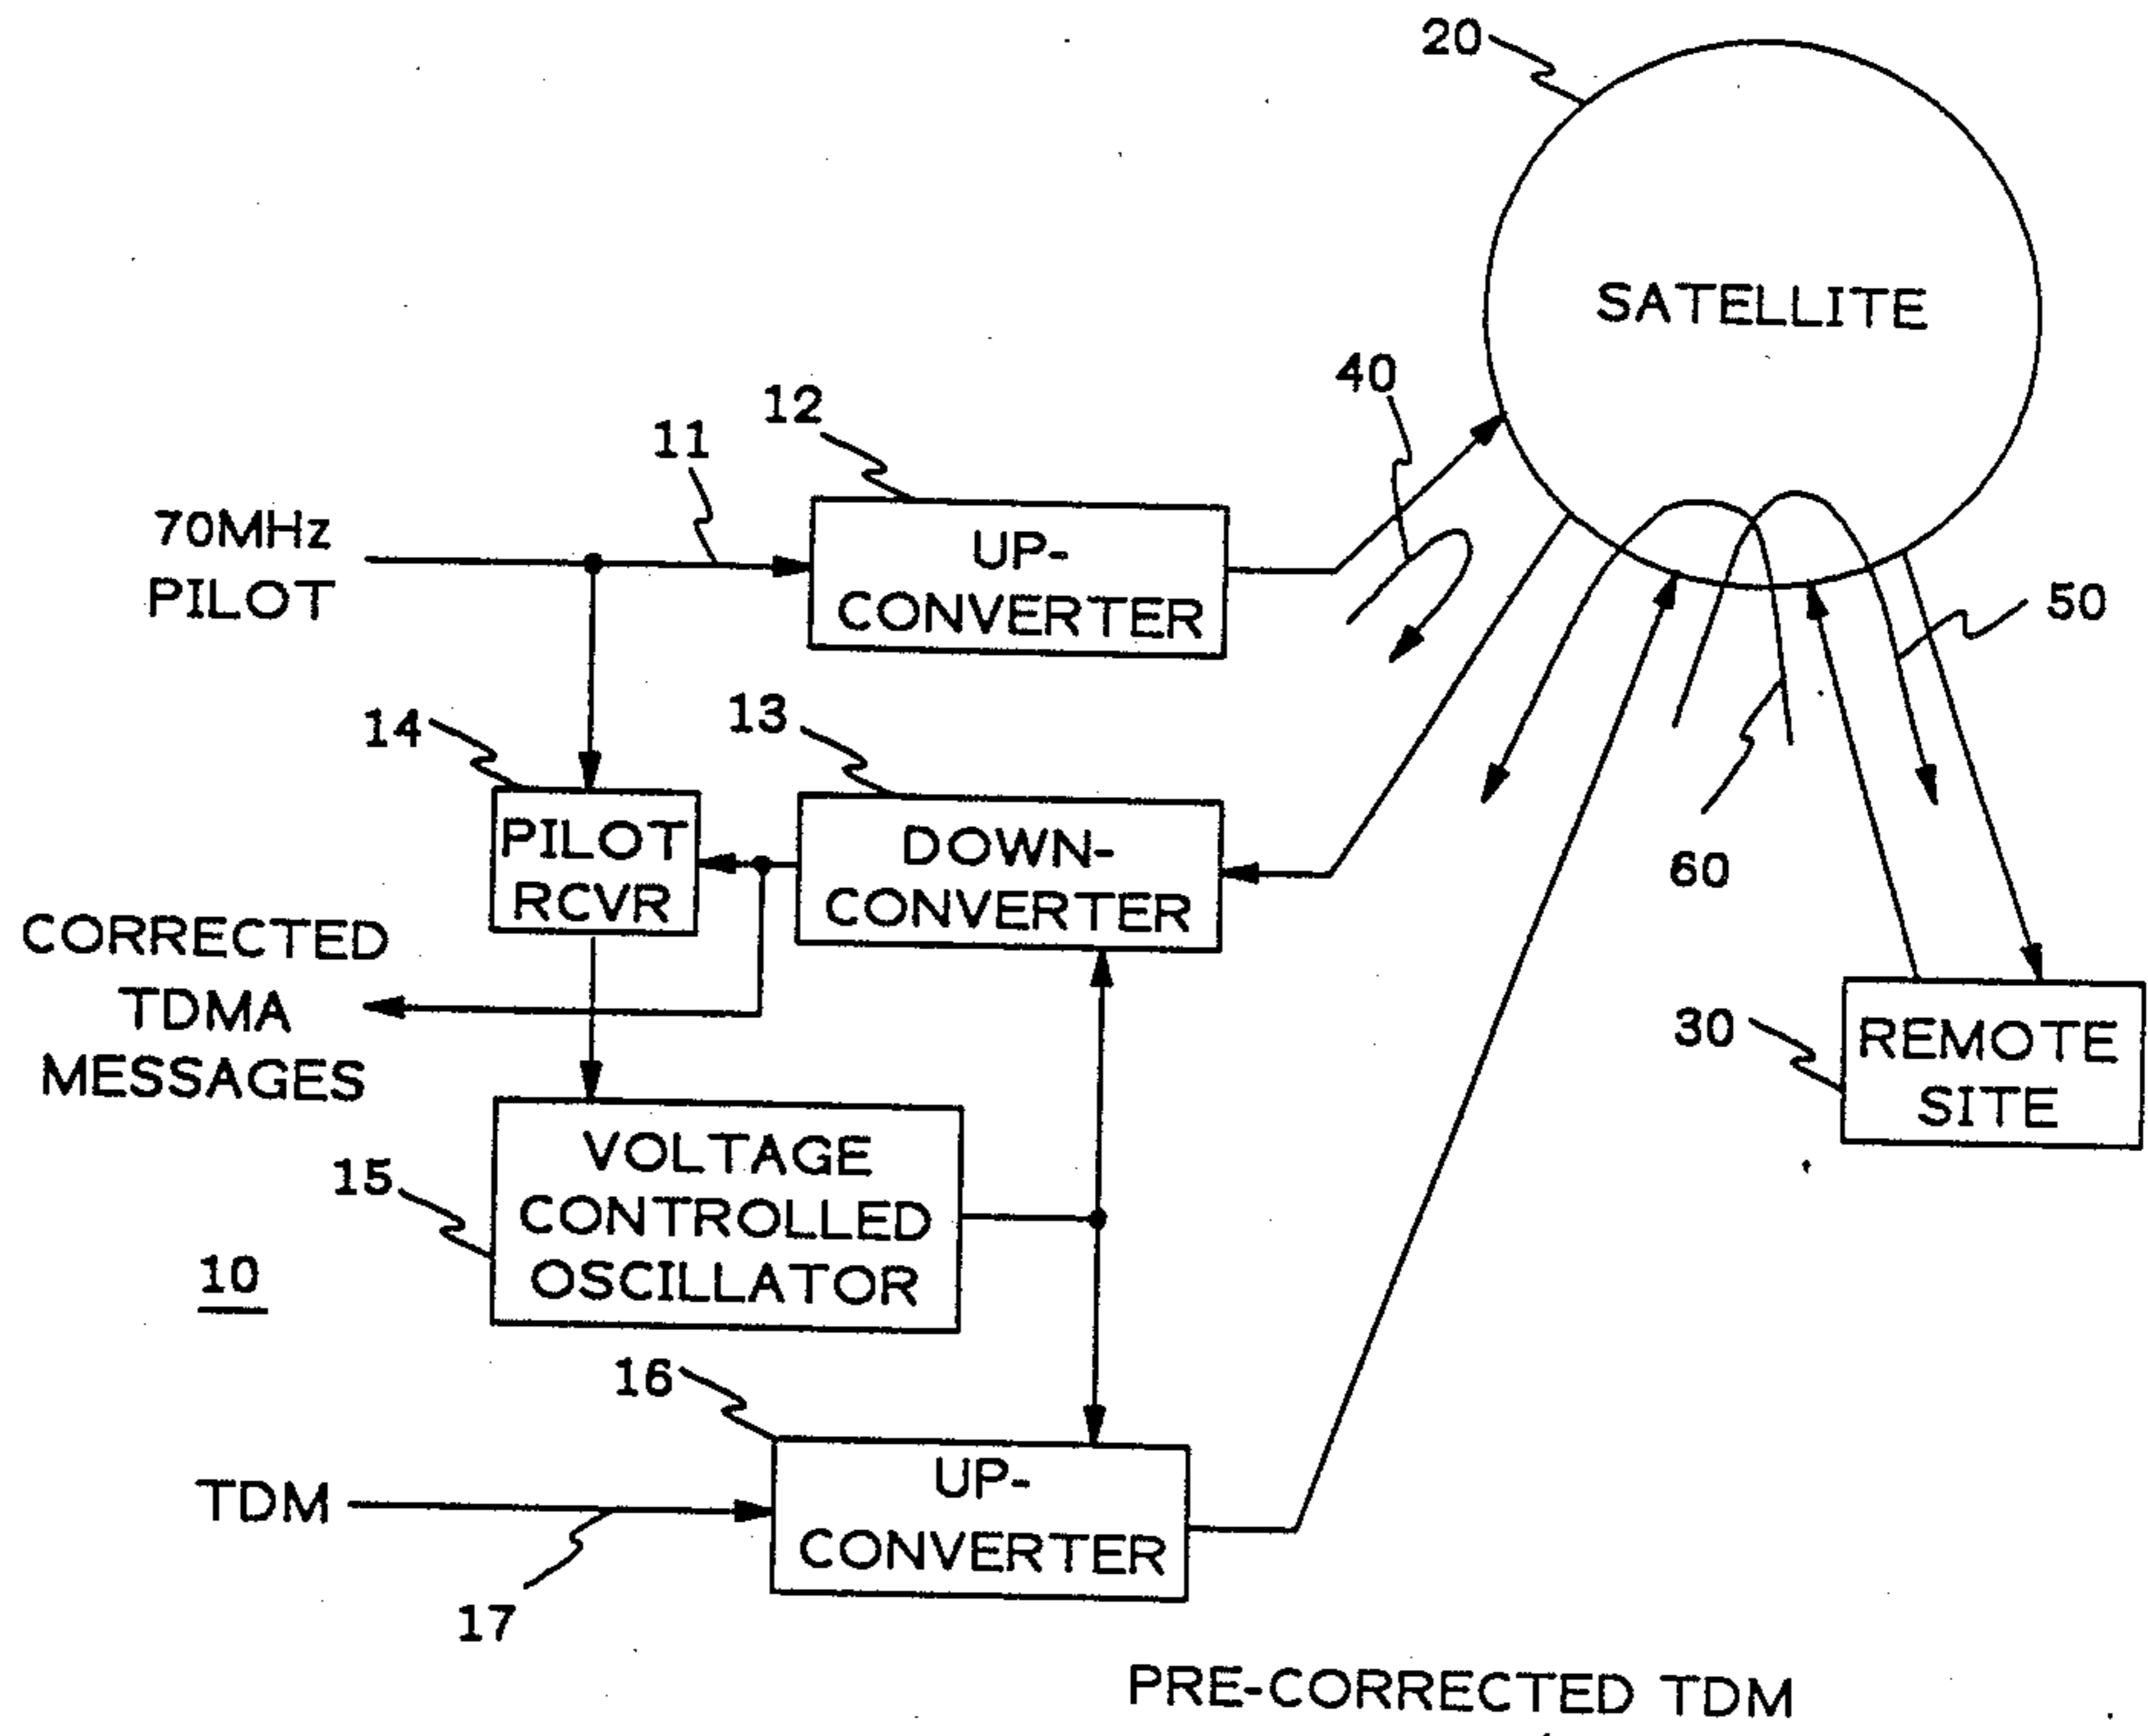 20
SATELLITE
40
12
11
70MHz
PILOT
UP-
CONVERTER
50
14
13
PILOT
RCVR
DOWN-
CONVERTER
60
CORRECTED
TDMA
MESSAGES
30
REMOTE
SITE
15
VOLTAGE
CONTROLLED
OSCILLATOR
10
16
TDM
UP-
CONVERTER
17
PRE-CORRECTED TDM